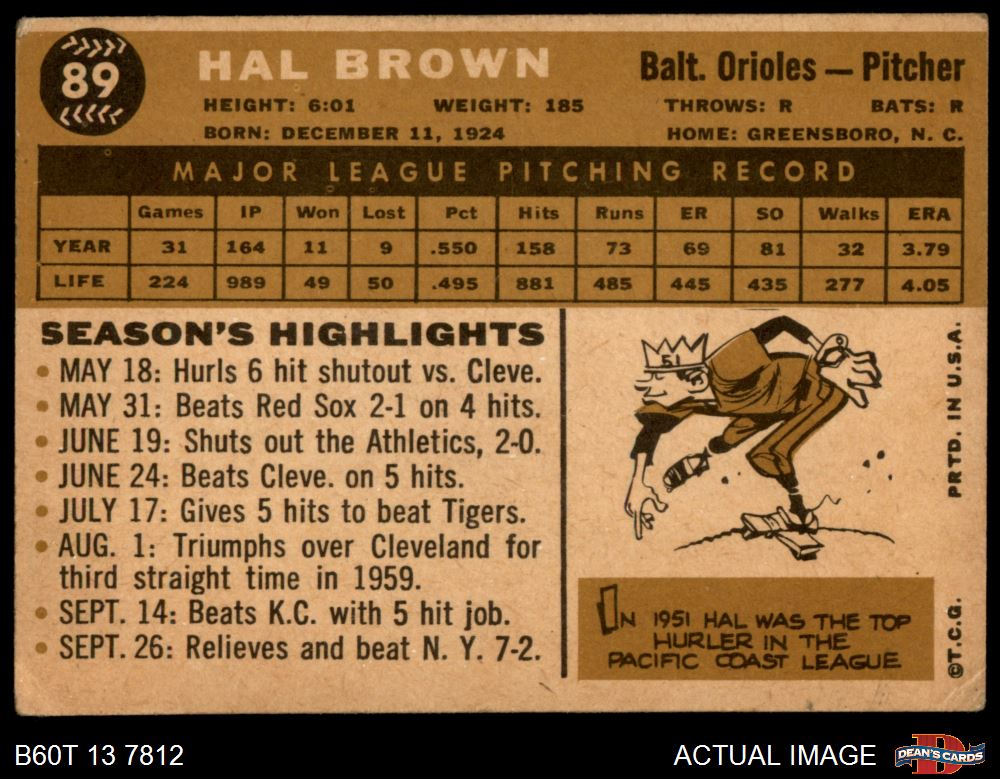 89
HAL BROWN
Balt. Orioles — Pitcher
HEIGHT: 6:01 WEIGHT: 185 THROWS: R BATS: R
BORN: DECEMBER 11, 1924 HOME: GREENSBORO, N. C.
MAJOR LEAGUE PITCHING RECORD
Games IP Won Lost Pct Hits Runs ER SO Walks ERA
YEAR 31 164 11 9 .550 158 73 69 81 32 3.79
LIFE 224 989 49 50 .495 881 485 445 435 277 4.05
SEASON'S HIGHLIGHTS
• MAY 18: Hurls 6 hit shutout vs. Cleve.
• MAY 31: Beats Red Sox 2-1 on 4 hits.
• JUNE 19: Shuts out the Athletics, 2-0.
• JUNE 24: Beats Cleve. on 5 hits.
• JULY 17: Gives 5 hits to beat Tigers.
• AUG. 1: Triumphs over Cleveland for
third straight time in 1959.
• SEPT. 14: Beats K.C. with 5 hit job.
• SEPT. 26: Relieves and beat N. Y. 7-2.
51
IN 1951 HAL WAS THE TOP
HURLER IN THE
PACIFIC COAST LEAGUE
©T.C.G. PRTD. IN U.S.A.
B60T 13 7812
ACTUAL IMAGE
D
DEAN'S CARDS